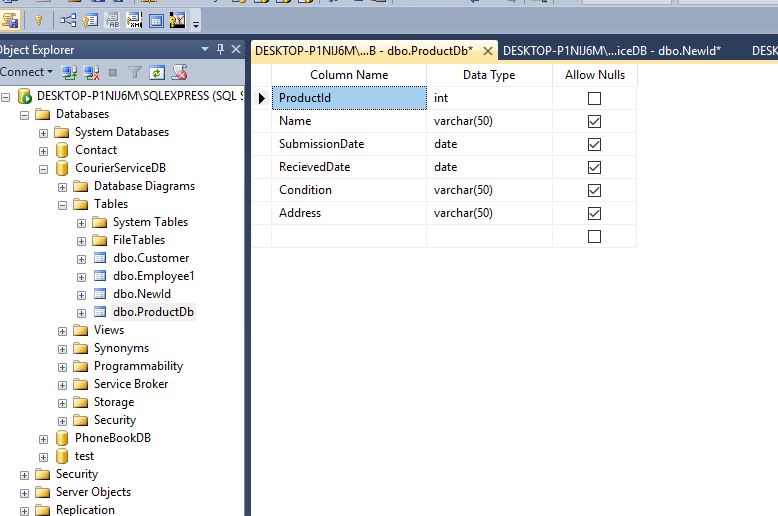 Object Explorer
Connect
DESKTOP-P1NIJ6M\SQLEXPRESS (SQL S
Databases
System Databases
Contact
CourierServiceDB
Database Diagrams
Tables
System Tables
FileTables
dbo.Customer
dbo.Employee1
dbo.NewId
dbo.ProductDb
Views
Synonyms
Programmability
Service Broker
Storage
Security
PhoneBookDB
test
Security
Server Objects
Replication
DESKTOP-P1NIJ6M\...B - dbo.ProductDb* DESKTOP-P1NIJ6M\...iceDB - dbo.NewId* DESK
Column Name Data Type Allow Nulls
ProductId int
Name varchar(50)
SubmissionDate date
RecievedDate date
Condition varchar(50)
Address varchar(50)